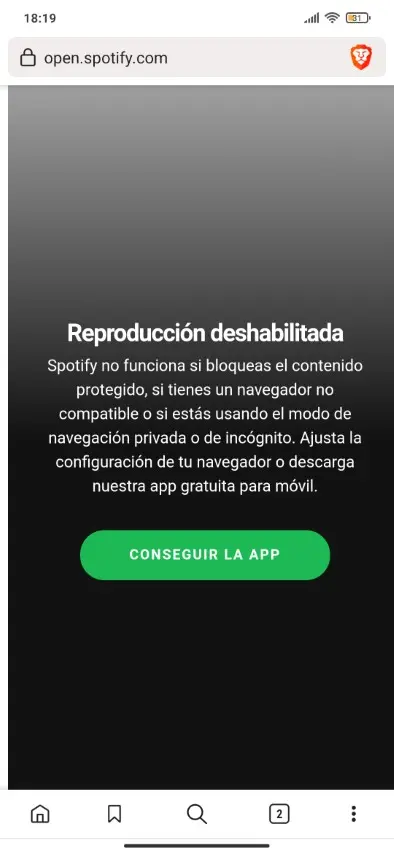 18:19
31
open.spotify.com
Reproducción deshabilitada
Spotify no funciona si bloqueas el contenido
protegido, si tienes un navegador no
compatible o si estás usando el modo de
navegación privada o de incógnito. Ajusta la
configuración de tu navegador o descarga
nuestra app gratuita para móvil.
CONSEGUIR LA APP
2